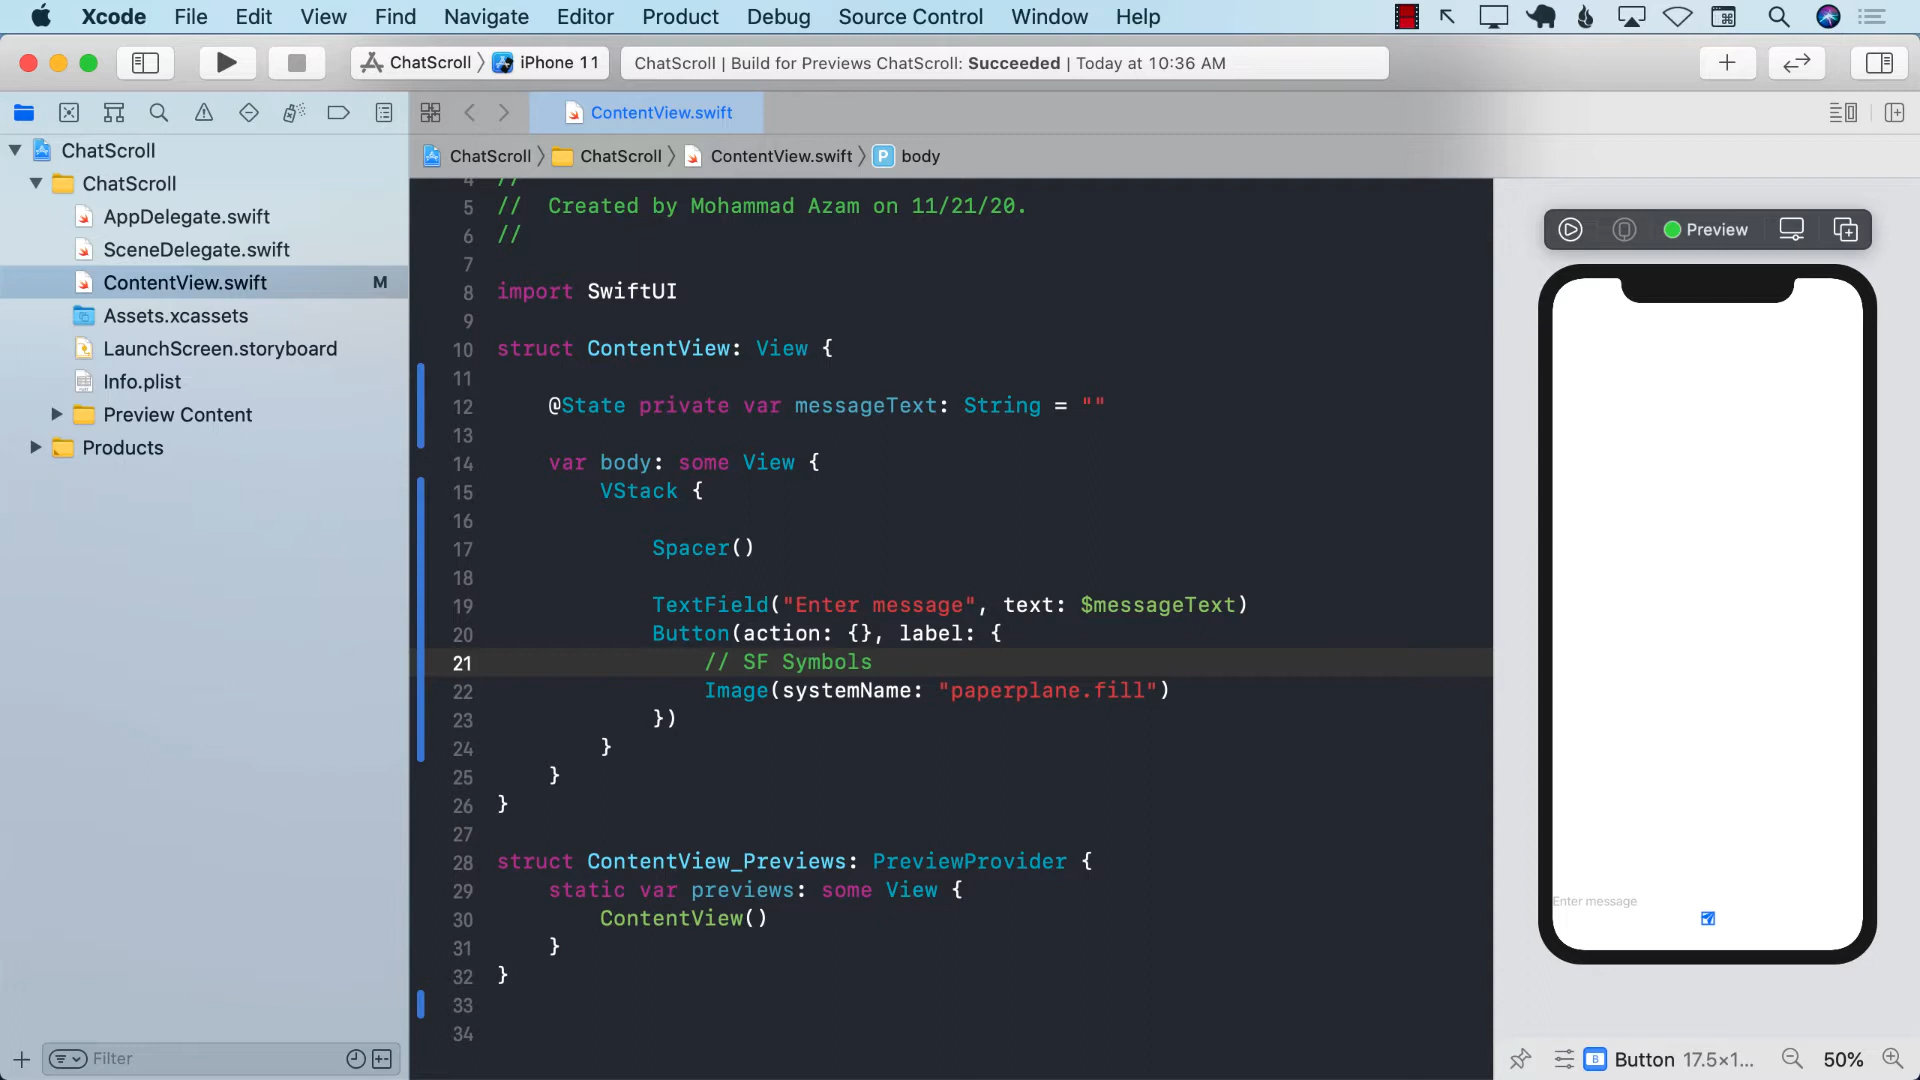 Xcode File Edit View Find Navigate Editor Product Debug Source Control Window Help
ChatScroll iPhone 11 ChatScroll | Build for Previews ChatScroll: Succeeded | Today at 10:36 AM
ContentView.swift
ChatScroll ChatScroll ContentView.swift P body
ChatScroll
ChatScroll
AppDelegate.swift
SceneDelegate.swift
ContentView.swift M
Assets.xcassets
LaunchScreen.storyboard
Info.plist
Preview Content
Products
Filter
4 //
5 //  Created by Mohammad Azam on 11/21/20.
6 //
7
8 import SwiftUI
9
10 struct ContentView: View {
11
12     @State private var messageText: String = ""
13
14     var body: some View {
15         VStack {
16
17             Spacer()
18
19             TextField("Enter message", text: $messageText)
20             Button(action: {}, label: {
21                 // SF Symbols
22                 Image(systemName: "paperplane.fill")
23             })
24         }
25     }
26 }
27
28 struct ContentView_Previews: PreviewProvider {
29     static var previews: some View {
30         ContentView()
31     }
32 }
33
34
Preview
Enter message
B Button 17.5×1... 50%